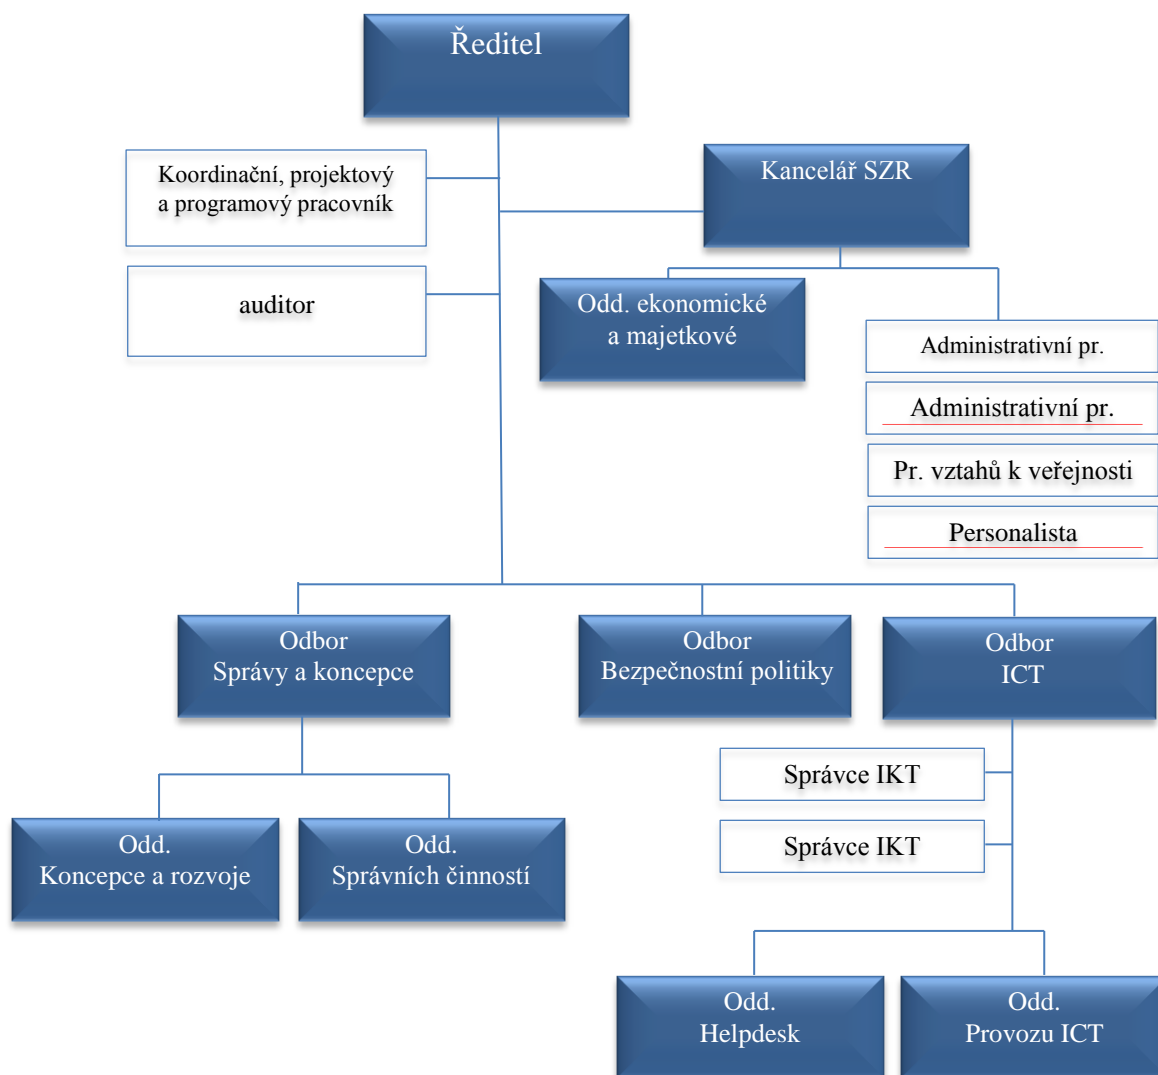 Ředitel
Koordinační, projektový
a programový pracovník
Kancelář SZR
auditor
Odd. ekonomické
a majetkové
Administrativní pr.
Administrativní pr.
Pr. vztahů k veřejnosti
Personalista
Odbor
Správy a koncepce
Odbor
Bezpečnostní politiky
Odbor
ICT
Správce IKT
Správce IKT
Odd.
Koncepce a rozvoje
Odd.
Správních činností
Odd.
Helpdesk
Odd.
Provozu ICT